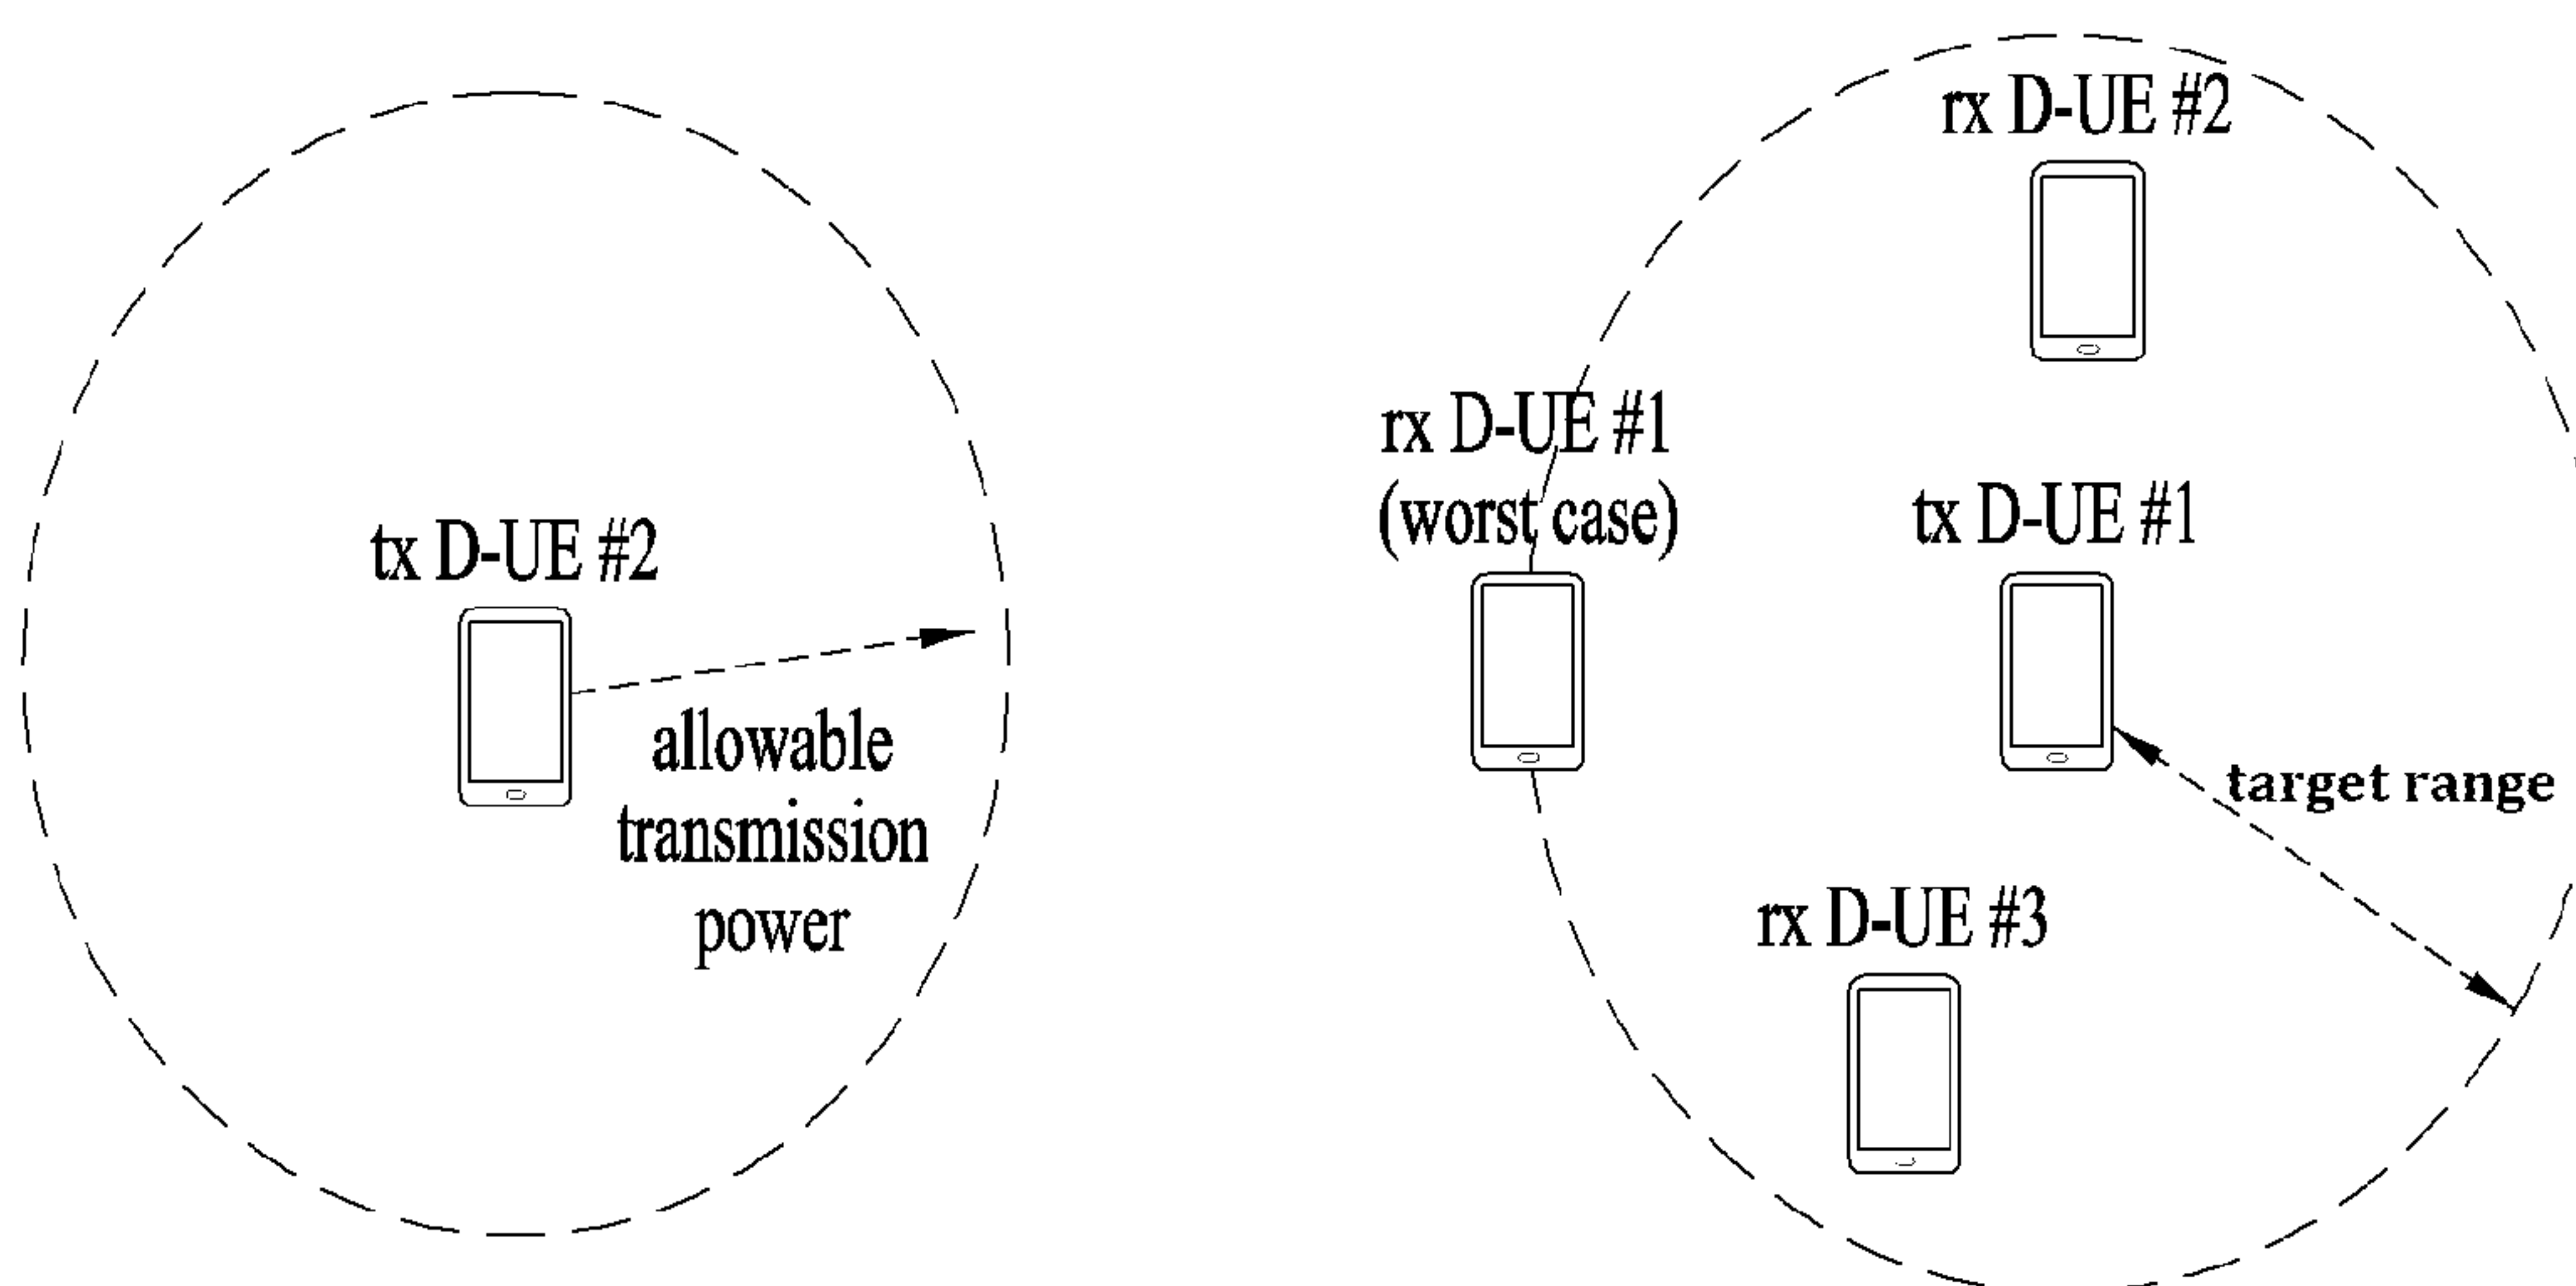 tx D-UE #2
allowable
transmission
power
rx D-UE #2
rx D-UE #1
(worst case)
tx D-UE #1
target range
rx D-UE #3